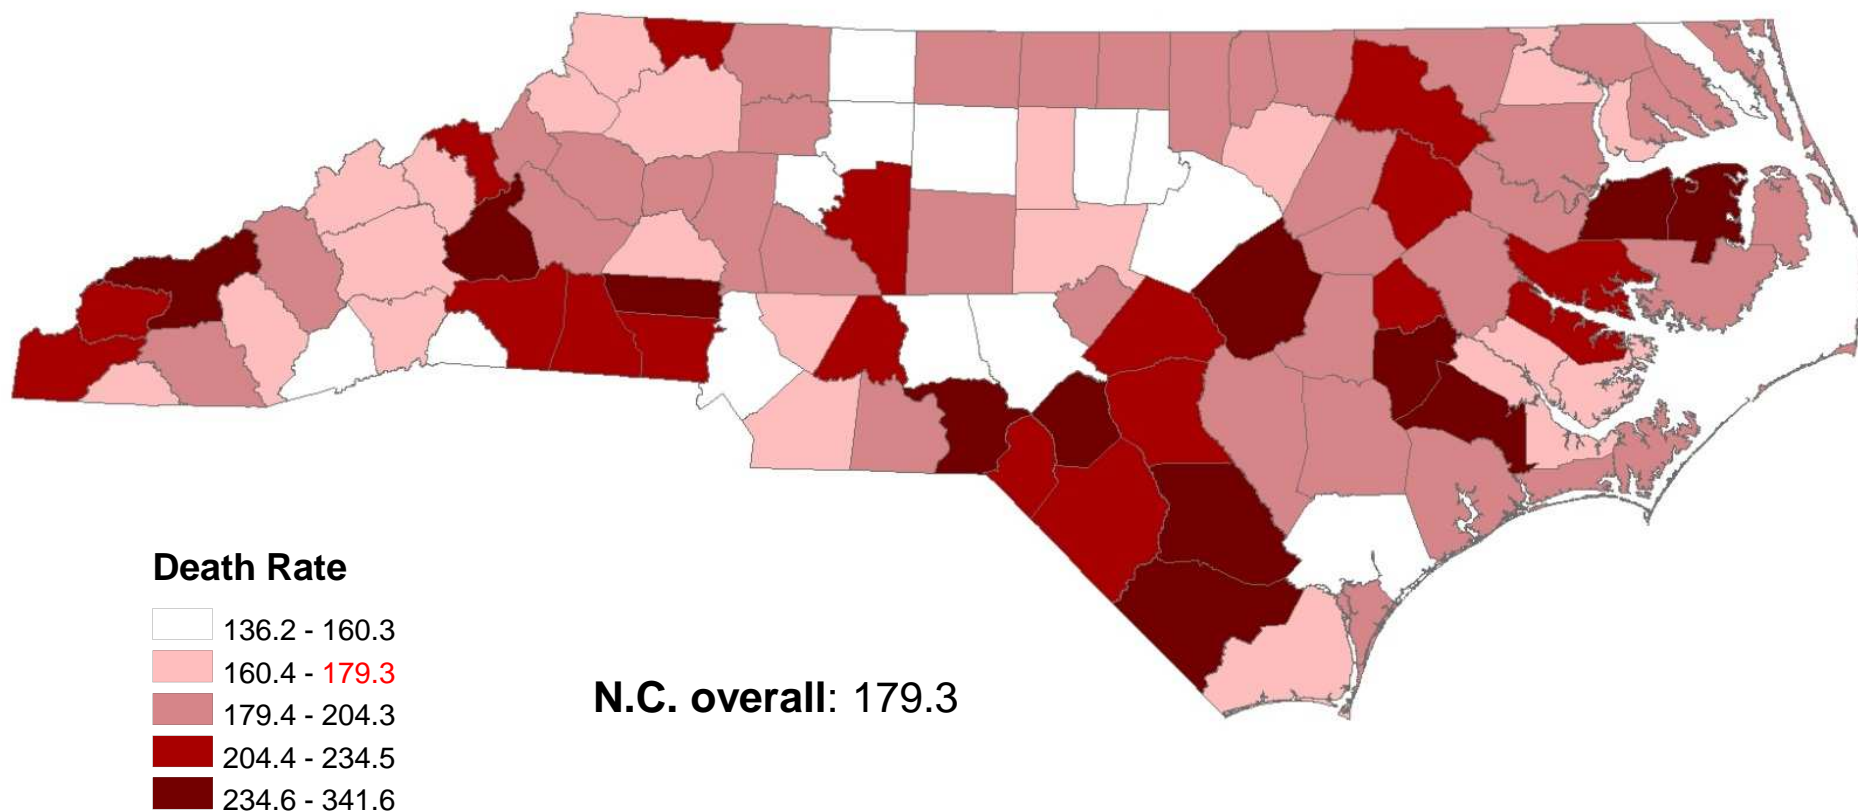 Death Rate
136.2 - 160.3
160.4 - 179.3
179.4 - 204.3
204.4 - 234.5
234.6 - 341.6
N.C. overall: 179.3